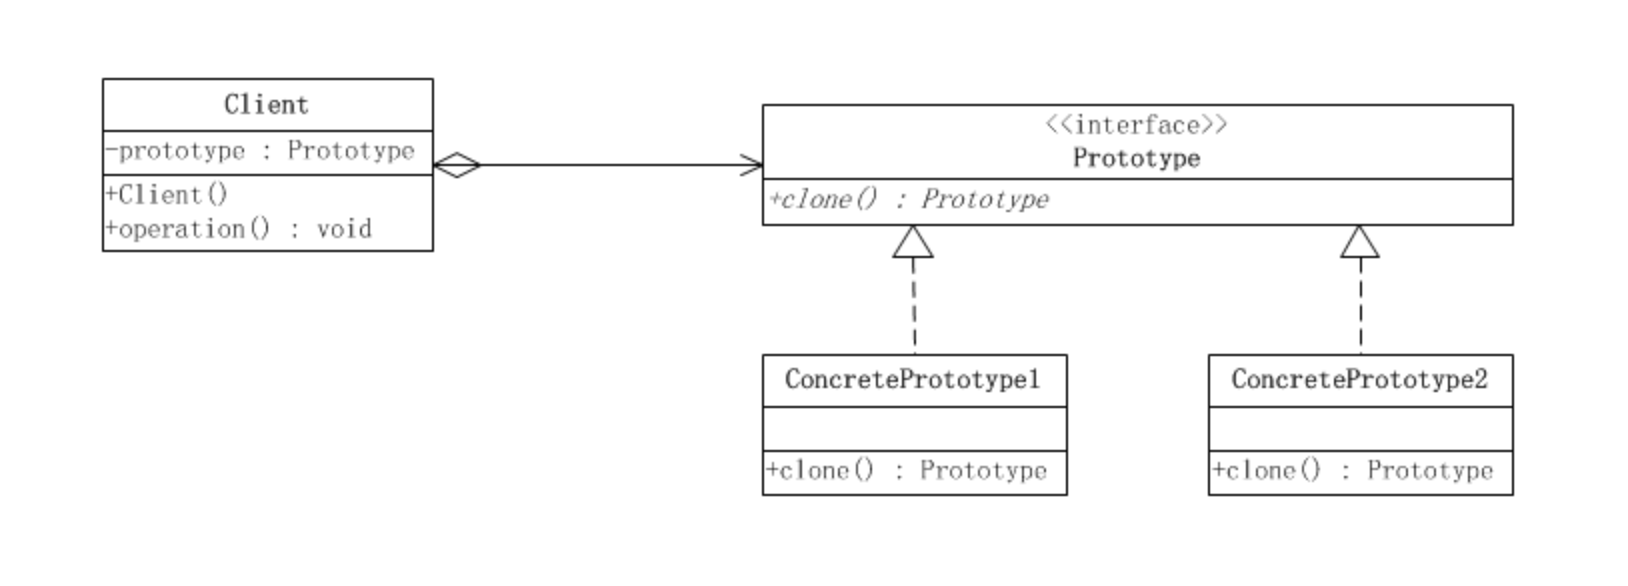 Client
-prototype : Prototype
+Client()
+operation() : void
<<interface>>
Prototype
+clone() : Prototype
ConcretePrototype1
+clone() : Prototype
ConcretePrototype2
+clone() : Prototype